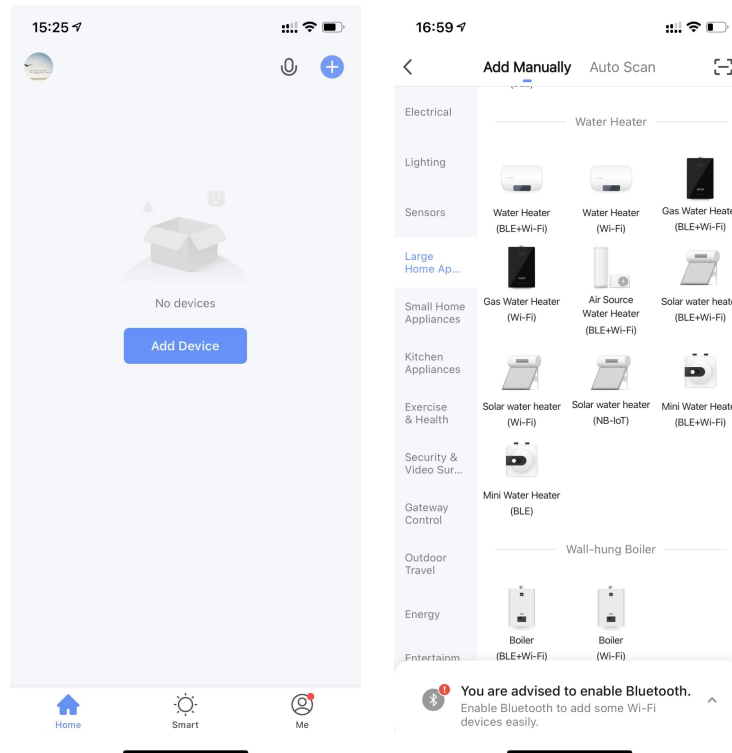 15:25
No devices
Add Device
Home
Smart
Me
16:59
Add Manually
Auto Scan
Electrical
Lighting
Sensors
Large
Home Ap...
Small Home
Appliances
Kitchen
Appliances
Exercise
& Health
Security &
Video Sur...
Gateway
Control
Outdoor
Travel
Energy
Entertainm
Water Heater
Water Heater
(BLE+Wi-Fi)
Water Heater
(Wi-Fi)
Gas Water Heate
(BLE+Wi-Fi)
Gas Water Heater
(Wi-Fi)
Air Source
Water Heater
(BLE+Wi-Fi)
Solar water heate
(BLE+Wi-Fi)
Solar water heater
(Wi-Fi)
Solar water heater
(NB-IoT)
Mini Water Heate
(BLE+Wi-Fi)
Mini Water Heater
(BLE)
Wall-hung Boiler
Boiler
(BLE+Wi-Fi)
Boiler
(Wi-Fi)
You are advised to enable Bluetooth.
Enable Bluetooth to add some Wi-Fi
devices easily.